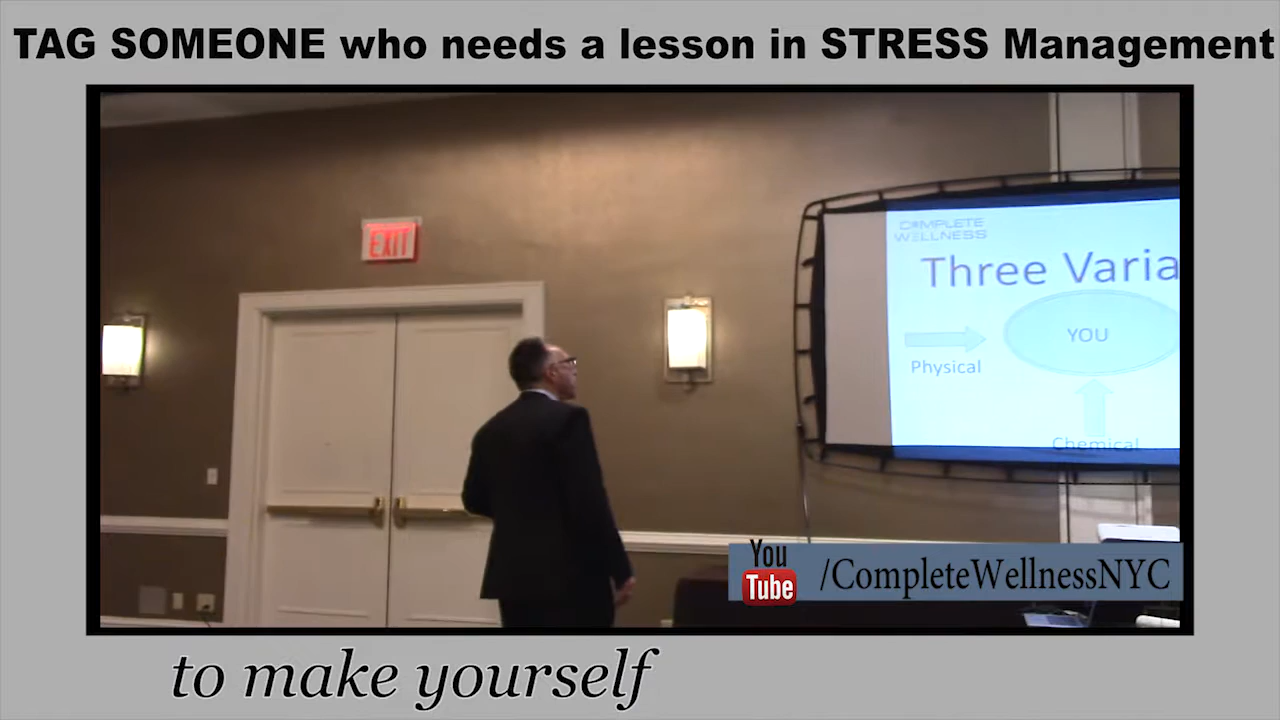 TAG SOMEONE who needs a lesson in STRESS Management
EXIT
COMPLETE
WELLNESS
Three Varia
YOU
Physical
Chemical
You
Tube
/CompleteWellnessNYC
to make yourself